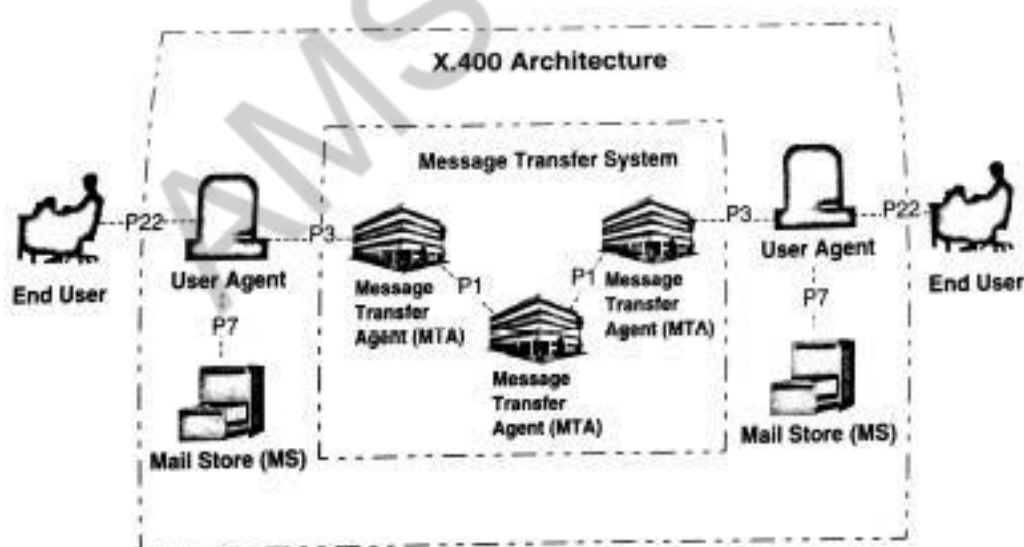 AMS
X.400 Architecture
Message Transfer System
End User
P22
User Agent
P3
Message
Transfer
Agent (MTA)
P1
Message
Transfer
Agent (MTA)
P1
Message
Transfer
Agent (MTA)
P3
User Agent
P22
End User
P7
Mail Store (MS)
P7
Mail Store (MS)